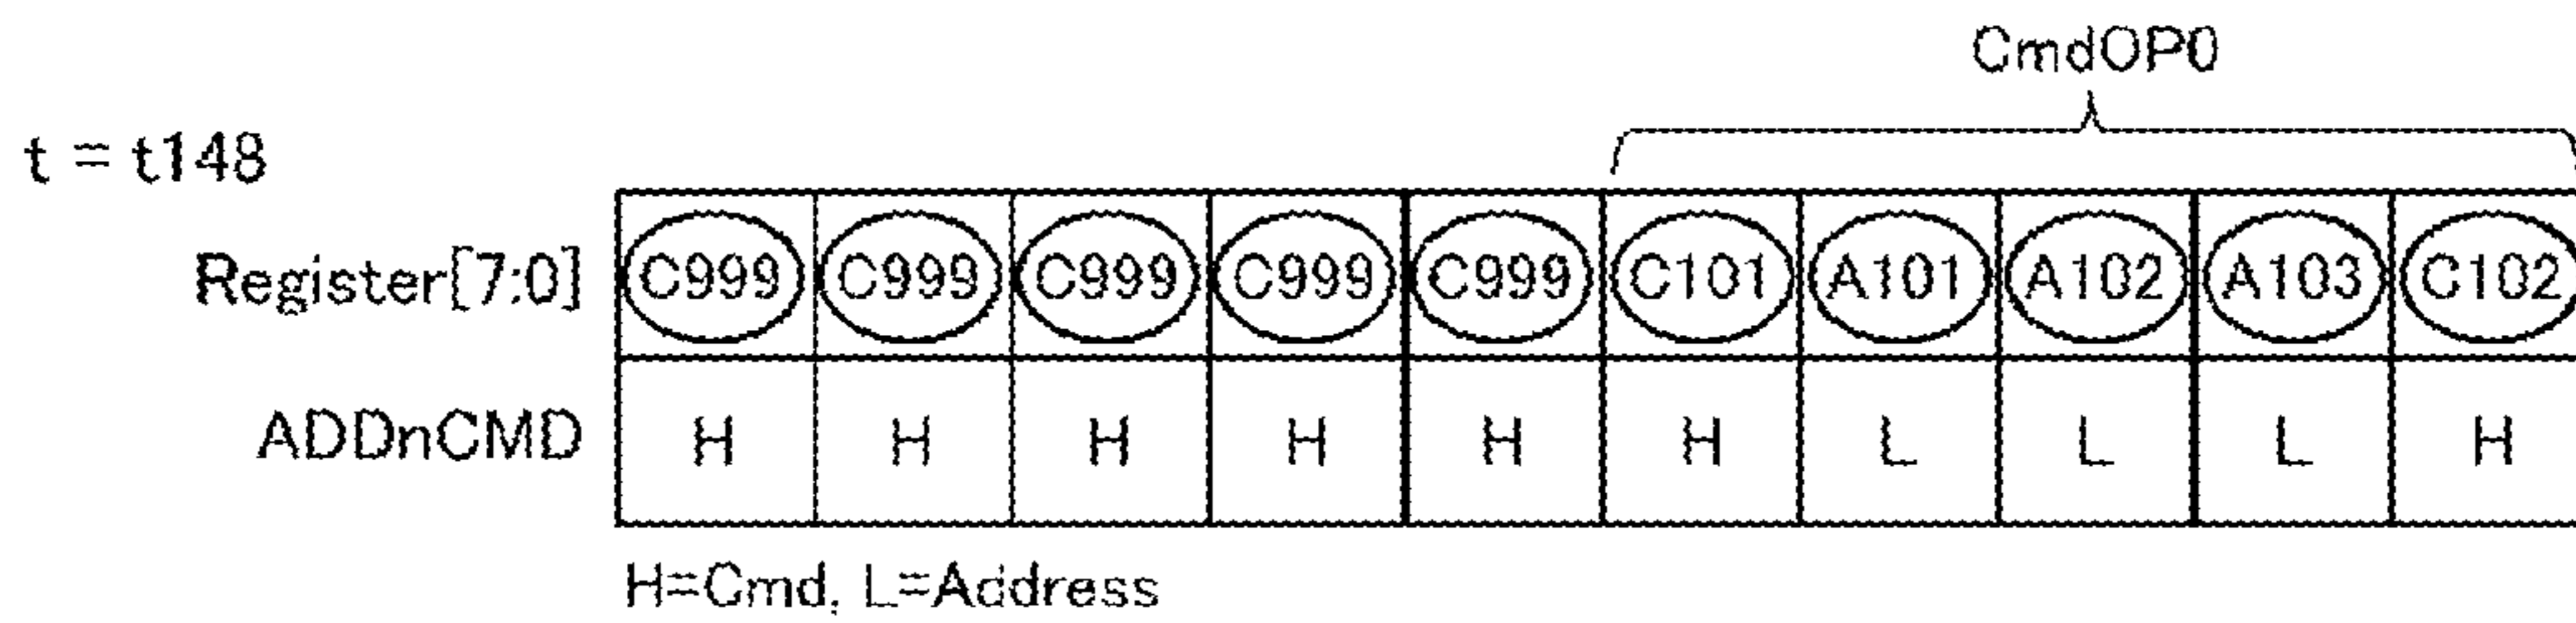 CmdOP0
t = t148
Register[7:0] C999 C999 C999 C999 C999 C101 A101 A102 A103 C102
ADDnCMD H H H H H H L L L H
H=Cmd, L=Address